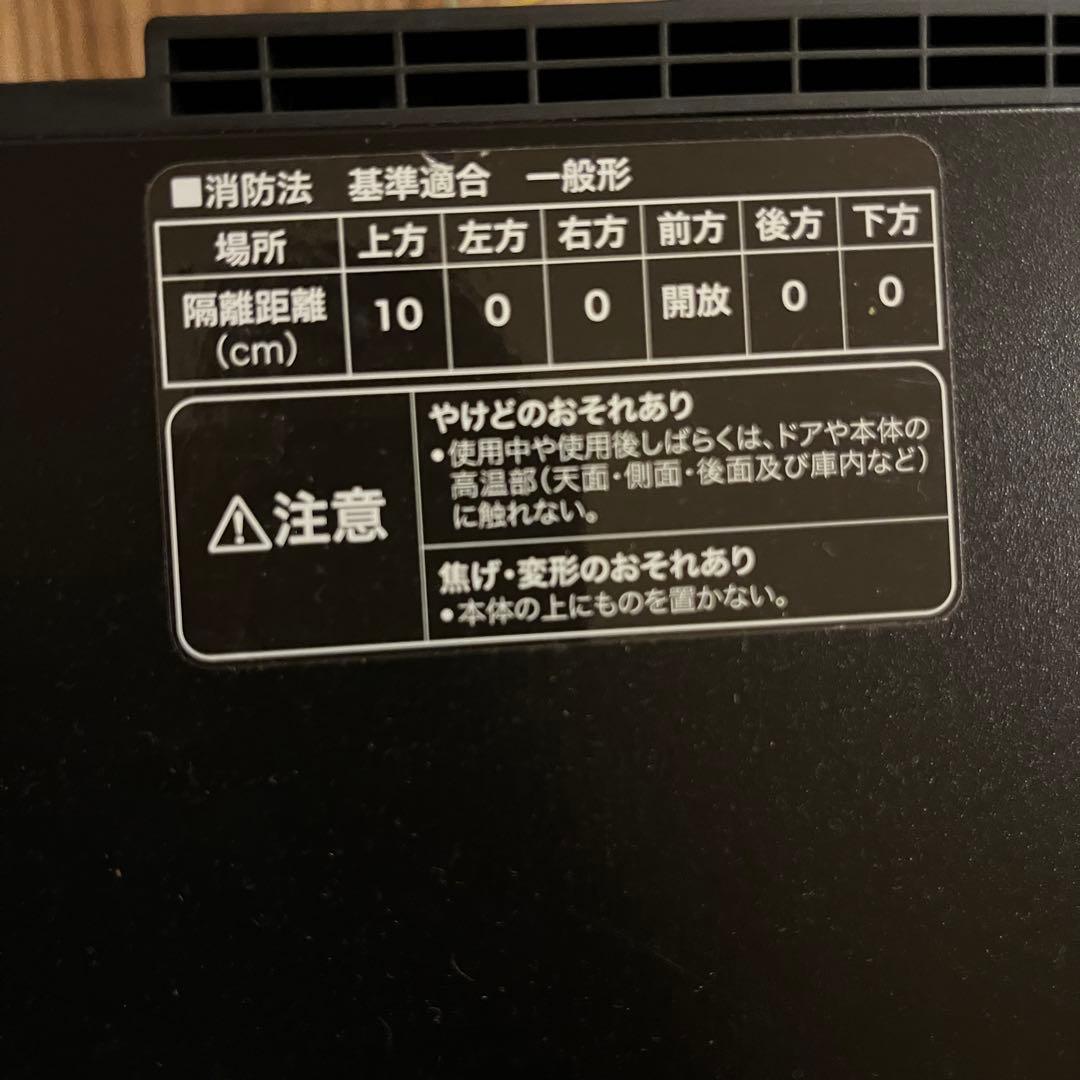 ■消防法 基準適合 一般形
場所 上方 左方 右方 前方 後方 下方
隔離距離 (cm) 10 0 0 開放 0 0
⚠注意
やけどのおそれあり
●使用中や使用後しばらくは、ドアや本体の
高温部(天面・側面・後面及び庫内など)
に触れない。
焦げ・変形のおそれあり
●本体の上にものを置かない。